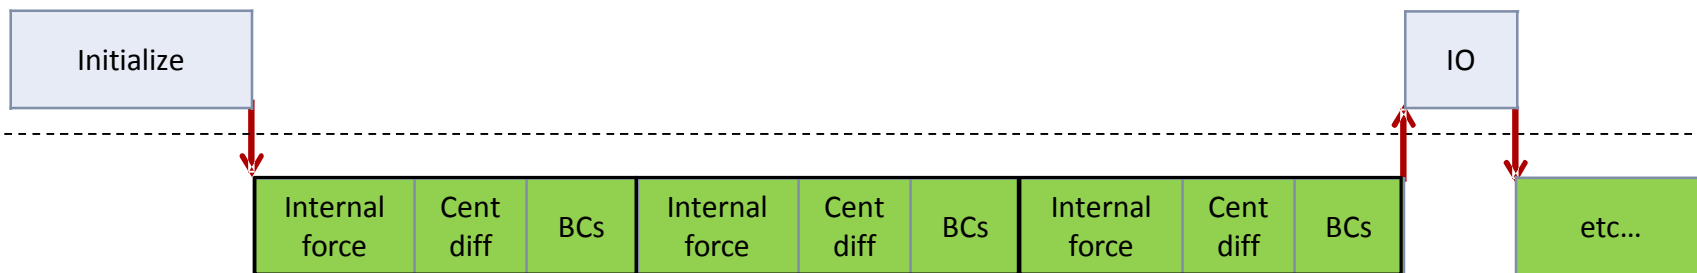 Initialize
IO
Internal
force
Cent
diff
BCs
Internal
force
Cent
diff
BCs
Internal
force
Cent
diff
BCs
etc...